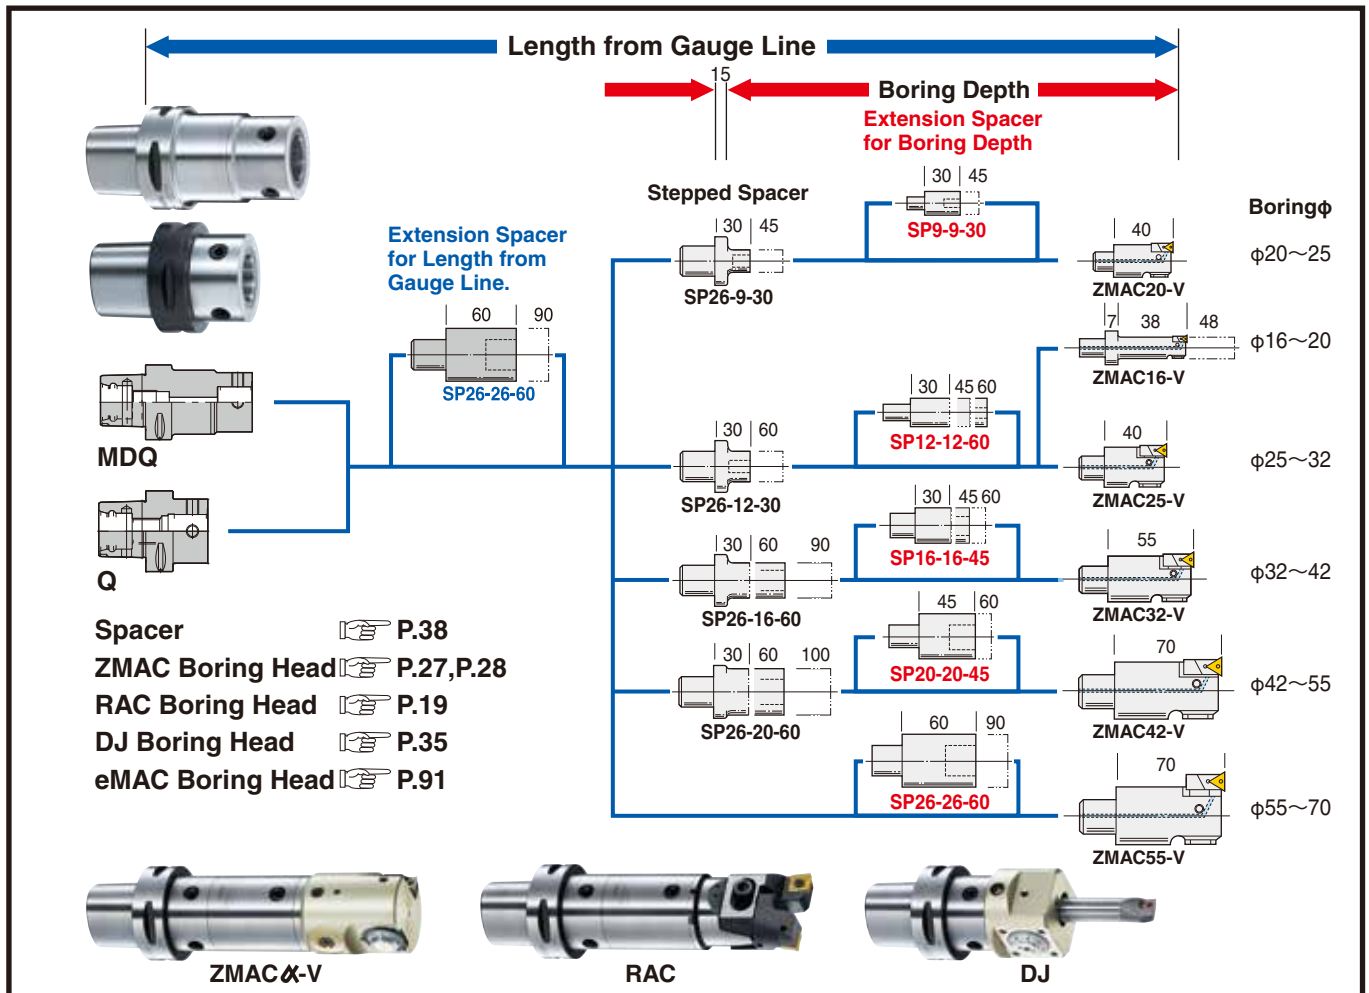 Length from Gauge Line
15
Boring Depth
Extension Spacer
for Boring Depth
30 45
SP9-9-30
Stepped Spacer
30 45
SP26-9-30
Boringφ
40
ZMAC20-V
φ20～25
Extension Spacer
for Length from
Gauge Line.
60 90
SP26-26-60
7 38 48
ZMAC16-V
φ16～20
MDQ
30 45 60
SP12-12-60
30 60
SP26-12-30
40
ZMAC25-V
φ25～32
Q
30 45 60
SP16-16-45
30 60 90
SP26-16-60
55
ZMAC32-V
φ32～42
45 60
SP20-20-45
30 60 100
SP26-20-60
70
ZMAC42-V
φ42～55
60 90
SP26-26-60
70
ZMAC55-V
φ55～70
Spacer P.38
ZMAC Boring Head P.27,P.28
RAC Boring Head P.19
DJ Boring Head P.35
eMAC Boring Head P.91
ZMACα-V
RAC
DJ